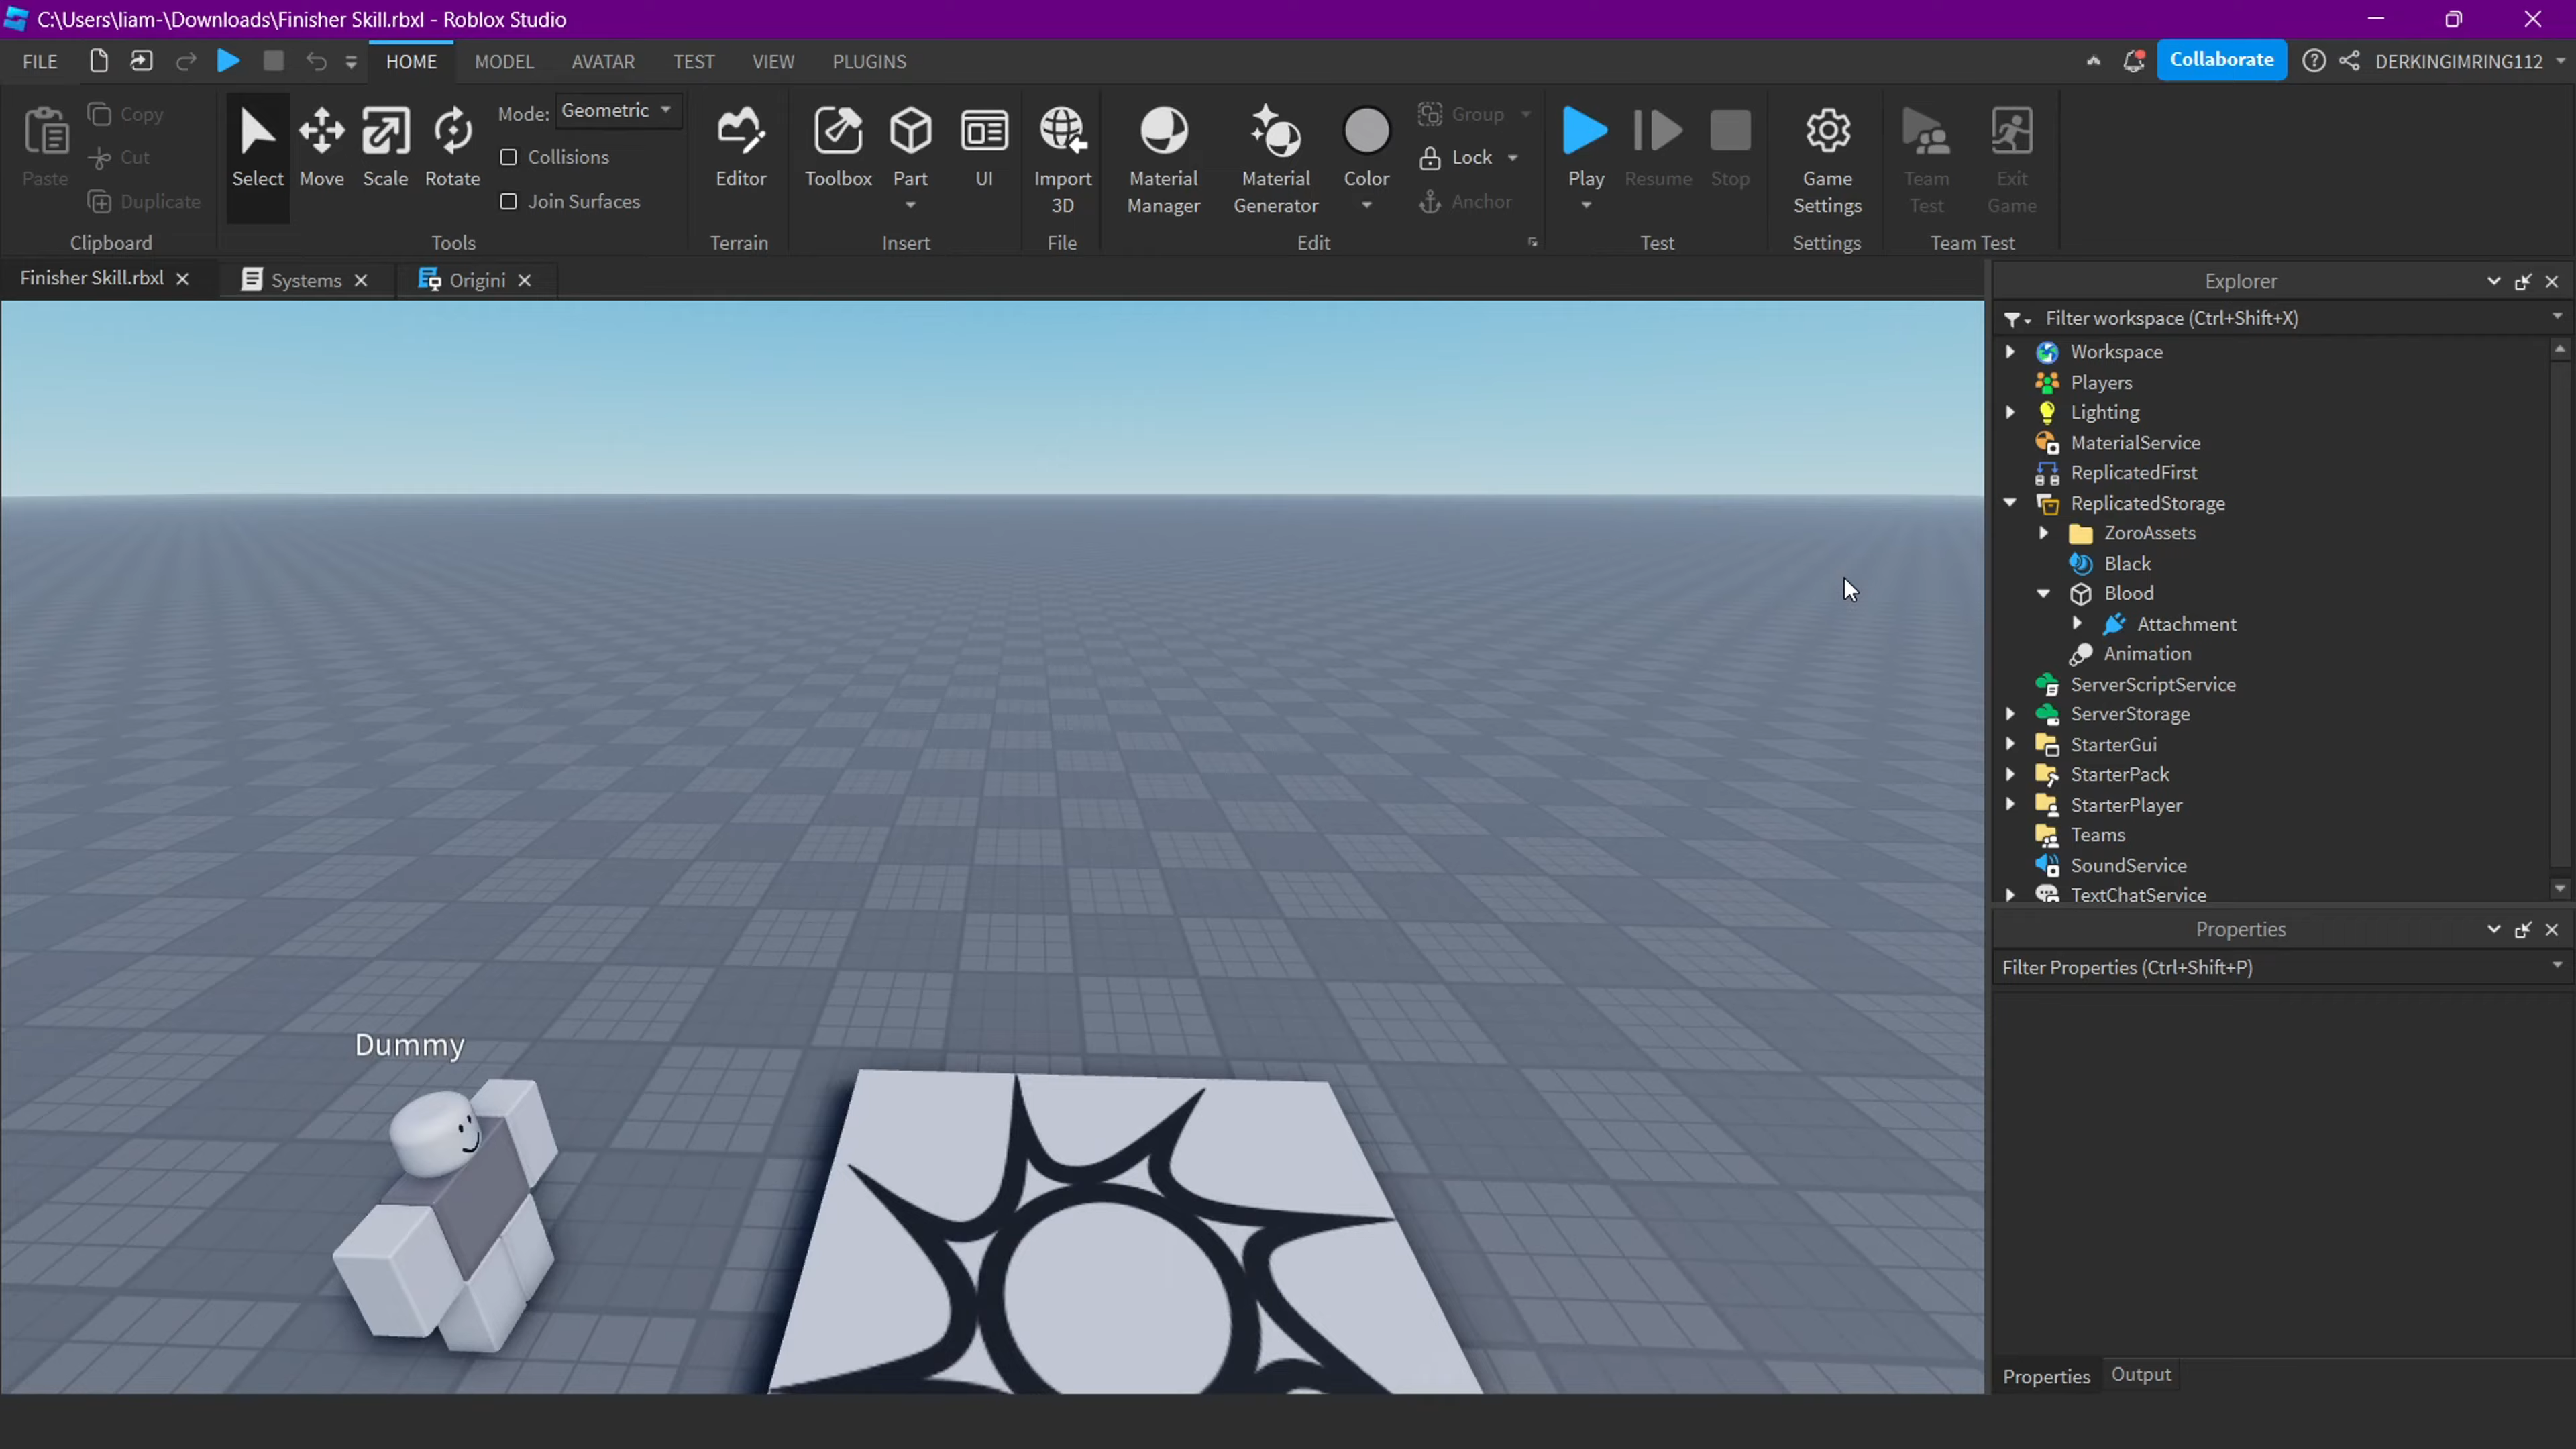 C:\Users\liam-\Downloads\Finisher Skill.rbxl - Roblox Studio
FILE
HOME
MODEL
AVATAR
TEST
VIEW
PLUGINS
Collaborate
DERKINGIMRING112
Paste
Copy
Cut
Duplicate
Clipboard
Select
Move
Scale
Rotate
Mode: Geometric
Collisions
Join Surfaces
Tools
Editor
Terrain
Toolbox
Part
UI
Insert
Import
3D
File
Material
Manager
Material
Generator
Color
Group
Lock
Anchor
Edit
Play
Resume
Stop
Test
Game
Settings
Settings
Team
Test
Exit
Game
Team Test
Finisher Skill.rbxl
Systems
Origini
Dummy
Explorer
Filter workspace (Ctrl+Shift+X)
Workspace
Players
Lighting
MaterialService
ReplicatedFirst
ReplicatedStorage
ZoroAssets
Black
Blood
Attachment
Animation
ServerScriptService
ServerStorage
StarterGui
StarterPack
StarterPlayer
Teams
SoundService
TextChatService
Properties
Filter Properties (Ctrl+Shift+P)
Properties
Output